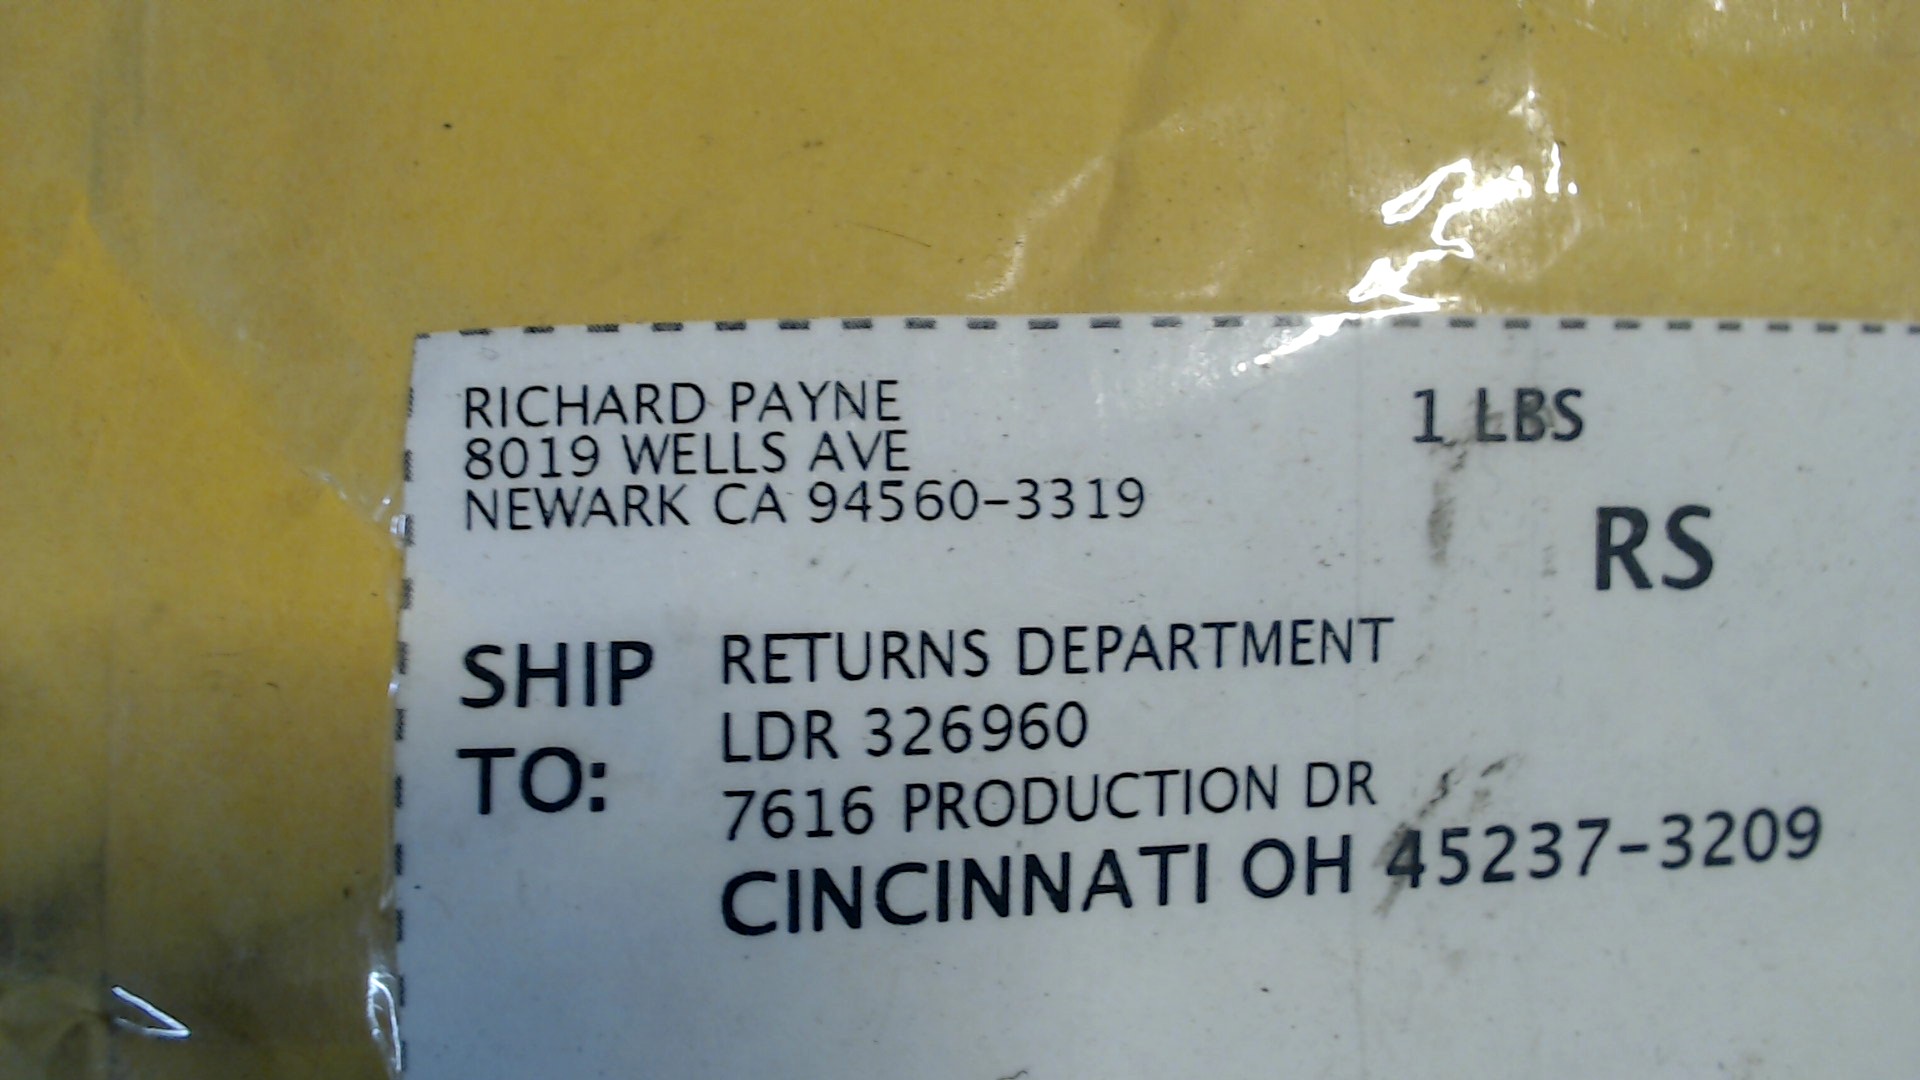 RICHARD PAYNE
8019 WELLS AVE
NEWARK CA 94560-3319
1 LBS
RS
SHIP TO:
RETURNS DEPARTMENT
LDR 326960
7616 PRODUCTION DR
CINCINNATI OH 45237-3209